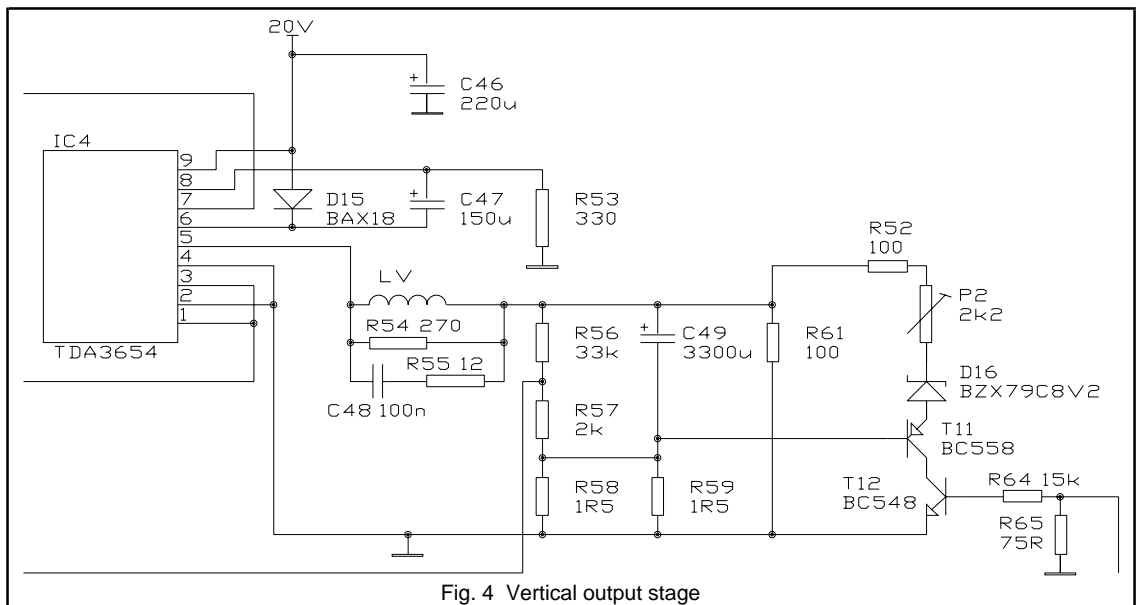 20V
C46
220u
IC4
9
8
7
6
5
4
3
2
1
TDA3654
D15
BAX18
C47
150u
R53
330
LV
R54 270
R55 12
C48 100n
R56
33k
R57
2k
R58
1R5
C49
3300u
R59
1R5
R61
100
R52
100
P2
2k2
D16
BZX79C8V2
T11
BC558
T12
BC548
R64 15k
R65
75R
Fig. 4 Vertical output stage